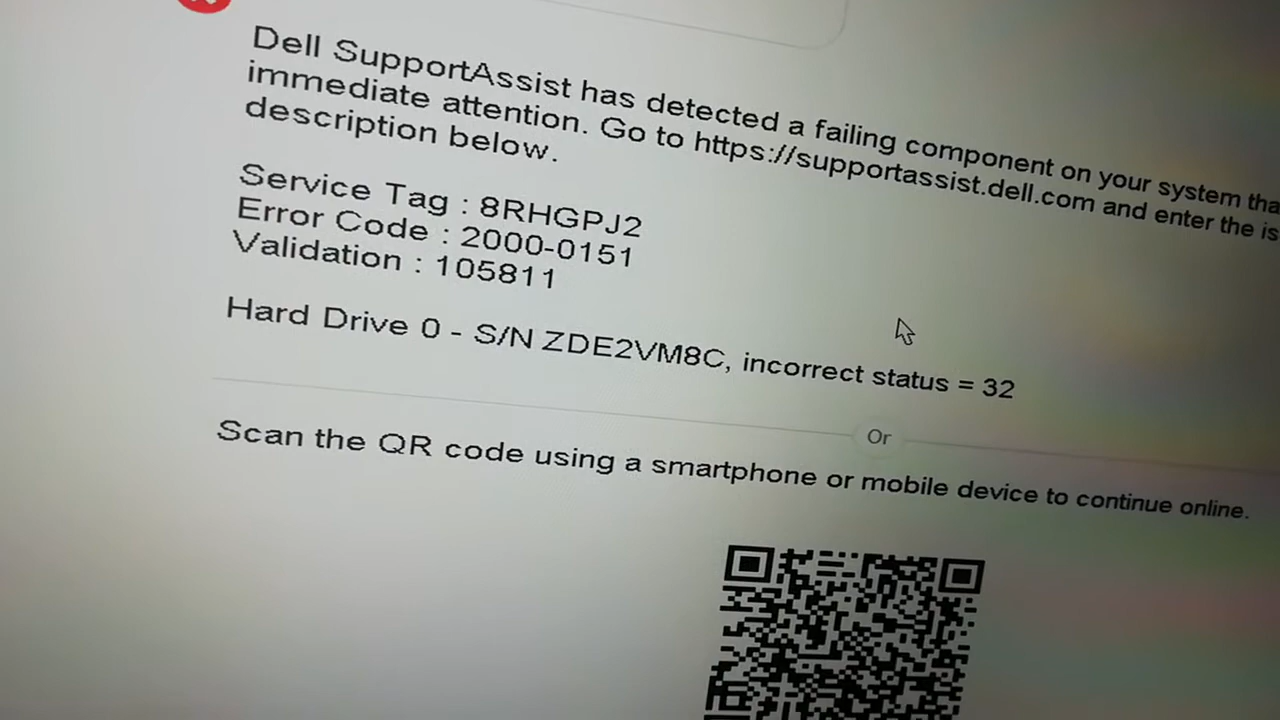 Dell SupportAssist has detected a failing component on your system tha
immediate attention. Go to https://supportassist.dell.com and enter the is
description below.
Service Tag : 8RHGPJ2
Error Code : 2000-0151
Validation : 105811
Hard Drive 0 - S/N ZDE2VM8C, incorrect status = 32
Or
Scan the QR code using a smartphone or mobile device to continue online.